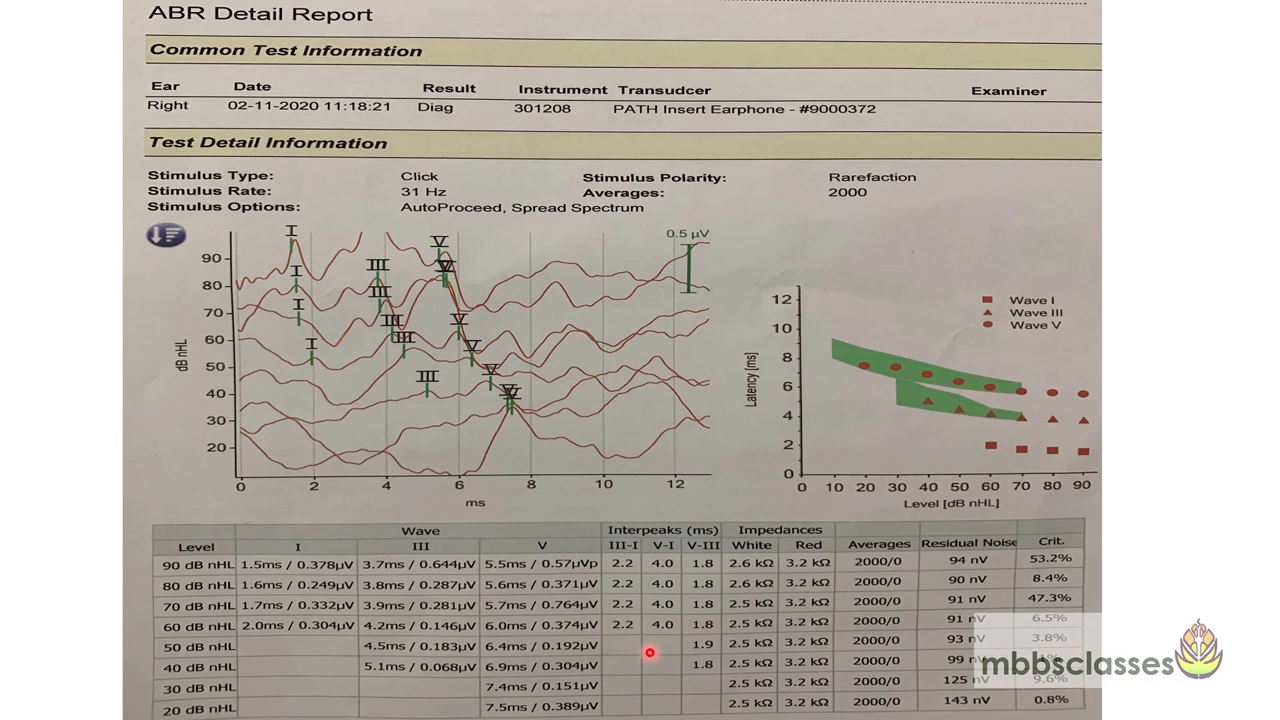 ABR Detail Report
Common Test Information
Ear Date Result Instrument Transudcer Examiner
Right 02-11-2020 11:18:21 Diag 301208 PATH Insert Earphone - #9000372
Test Detail Information
Stimulus Type: Click Stimulus Polarity: Rarefaction
Stimulus Rate: 31 Hz Averages: 2000
Stimulus Options: AutoProceed, Spread Spectrum
0.5 µV
I I I I
III III III III III
V V V V V V V V
dB nHL
90
80
70
60
50
40
30
20
0 2 4 6 8 10 12
ms
Wave I
Wave III
Wave V
Latency [ms]
12
10
8
6
4
2
0
0 10 20 30 40 50 60 70 80 90
Level [dB nHL]
Wave Interpeaks (ms) Impedances
Level I III V III-I V-I V-III White Red Averages Residual Noise Crit.
90 dB nHL 1.5ms / 0.378µV 3.7ms / 0.644µV 5.5ms / 0.57µVp 2.2 4.0 1.8 2.6 kΩ 3.2 kΩ 2000/0 94 nV 53.2%
80 dB nHL 1.6ms / 0.249µV 3.8ms / 0.287µV 5.6ms / 0.371µV 2.2 4.0 1.8 2.6 kΩ 3.2 kΩ 2000/0 90 nV 8.4%
70 dB nHL 1.7ms / 0.332µV 3.9ms / 0.281µV 5.7ms / 0.764µV 2.2 4.0 1.8 2.5 kΩ 3.2 kΩ 2000/0 91 nV 47.3%
60 dB nHL 2.0ms / 0.304µV 4.2ms / 0.146µV 6.0ms / 0.374µV 2.2 4.0 1.8 2.5 kΩ 3.2 kΩ 2000/0 91 nV 6.5%
50 dB nHL 4.5ms / 0.183µV 6.4ms / 0.192µV 1.9 2.5 kΩ 3.2 kΩ 2000/0 93 nV 3.8%
40 dB nHL 5.1ms / 0.068µV 6.9ms / 0.304µV 1.8 2.5 kΩ 3.2 kΩ 2000/0 99 nV
30 dB nHL 7.4ms / 0.151µV 2.5 kΩ 3.2 kΩ 2000/0 125 nV 9.6%
20 dB nHL 7.5ms / 0.389µV 2.5 kΩ 3.2 kΩ 2000/0 143 nV 0.8%
mbbsclasses